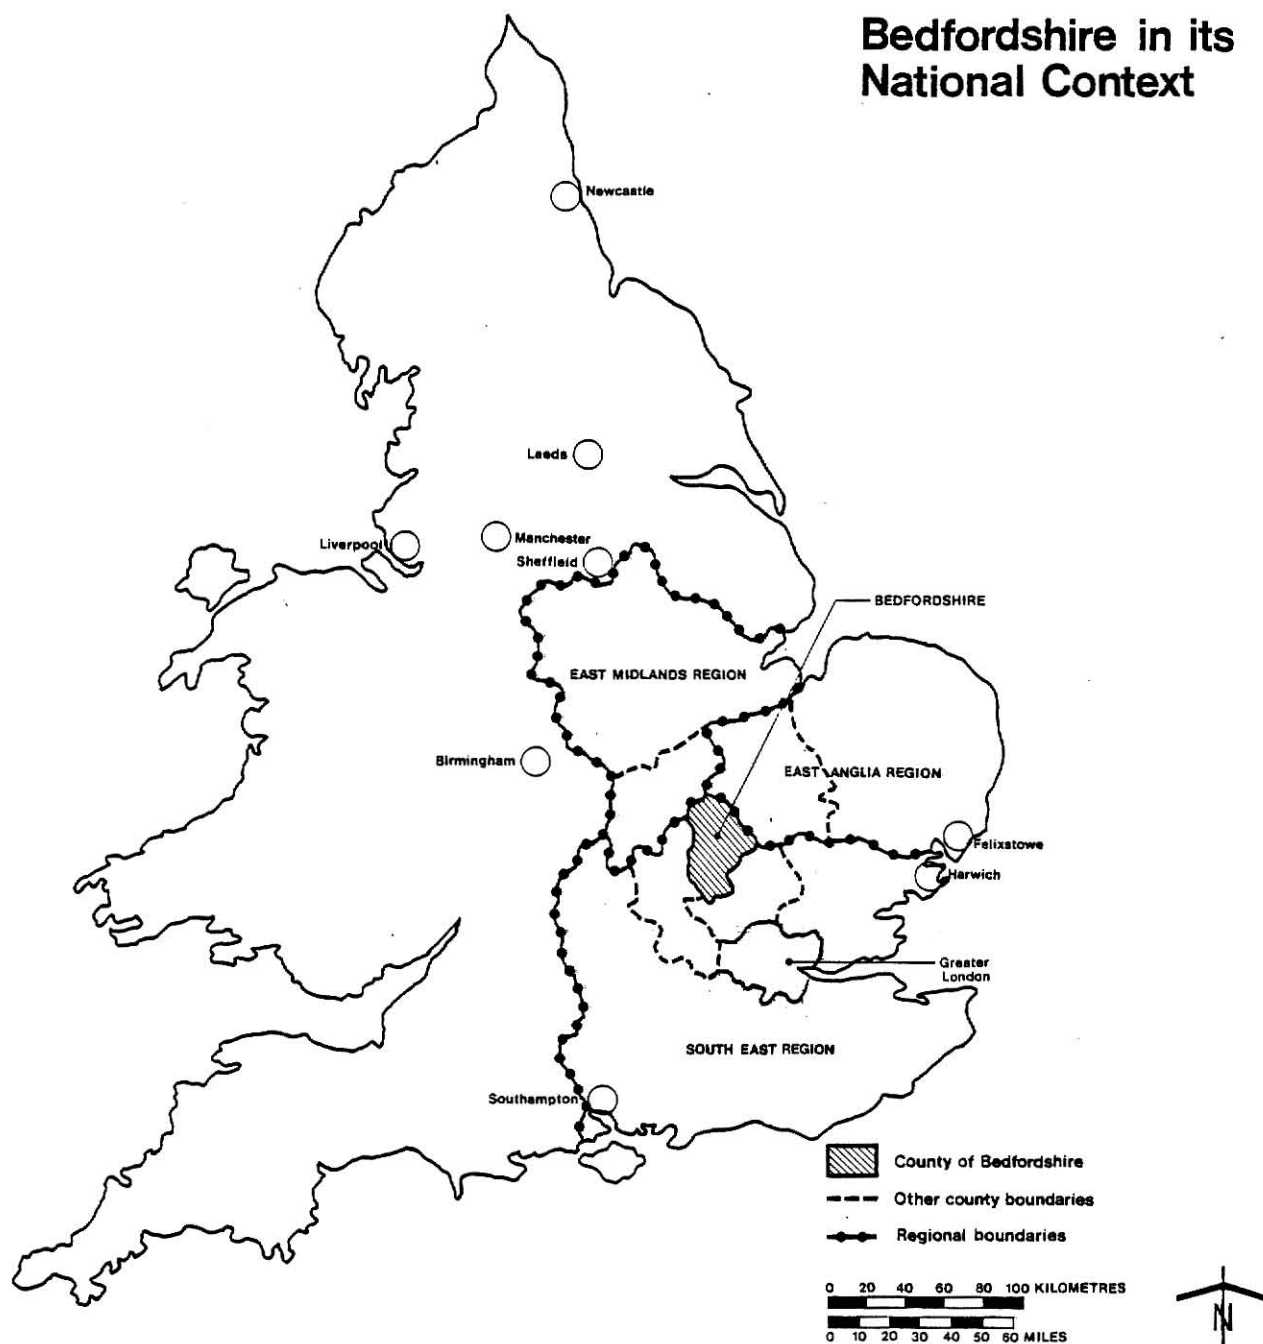 Bedfordshire in its
National Context
Newcastle
Leeds
Manchester
Liverpool
Sheffield
BEDFORDSHIRE
EAST MIDLANDS REGION
Birmingham
EAST ANGLIA REGION
Felixstowe
Harwich
Greater
London
SOUTH EAST REGION
Southampton
County of Bedfordshire
Other county boundaries
Regional boundaries
0 20 40 60 80 100 KILOMETRES
0 10 20 30 40 50 60 MILES
N